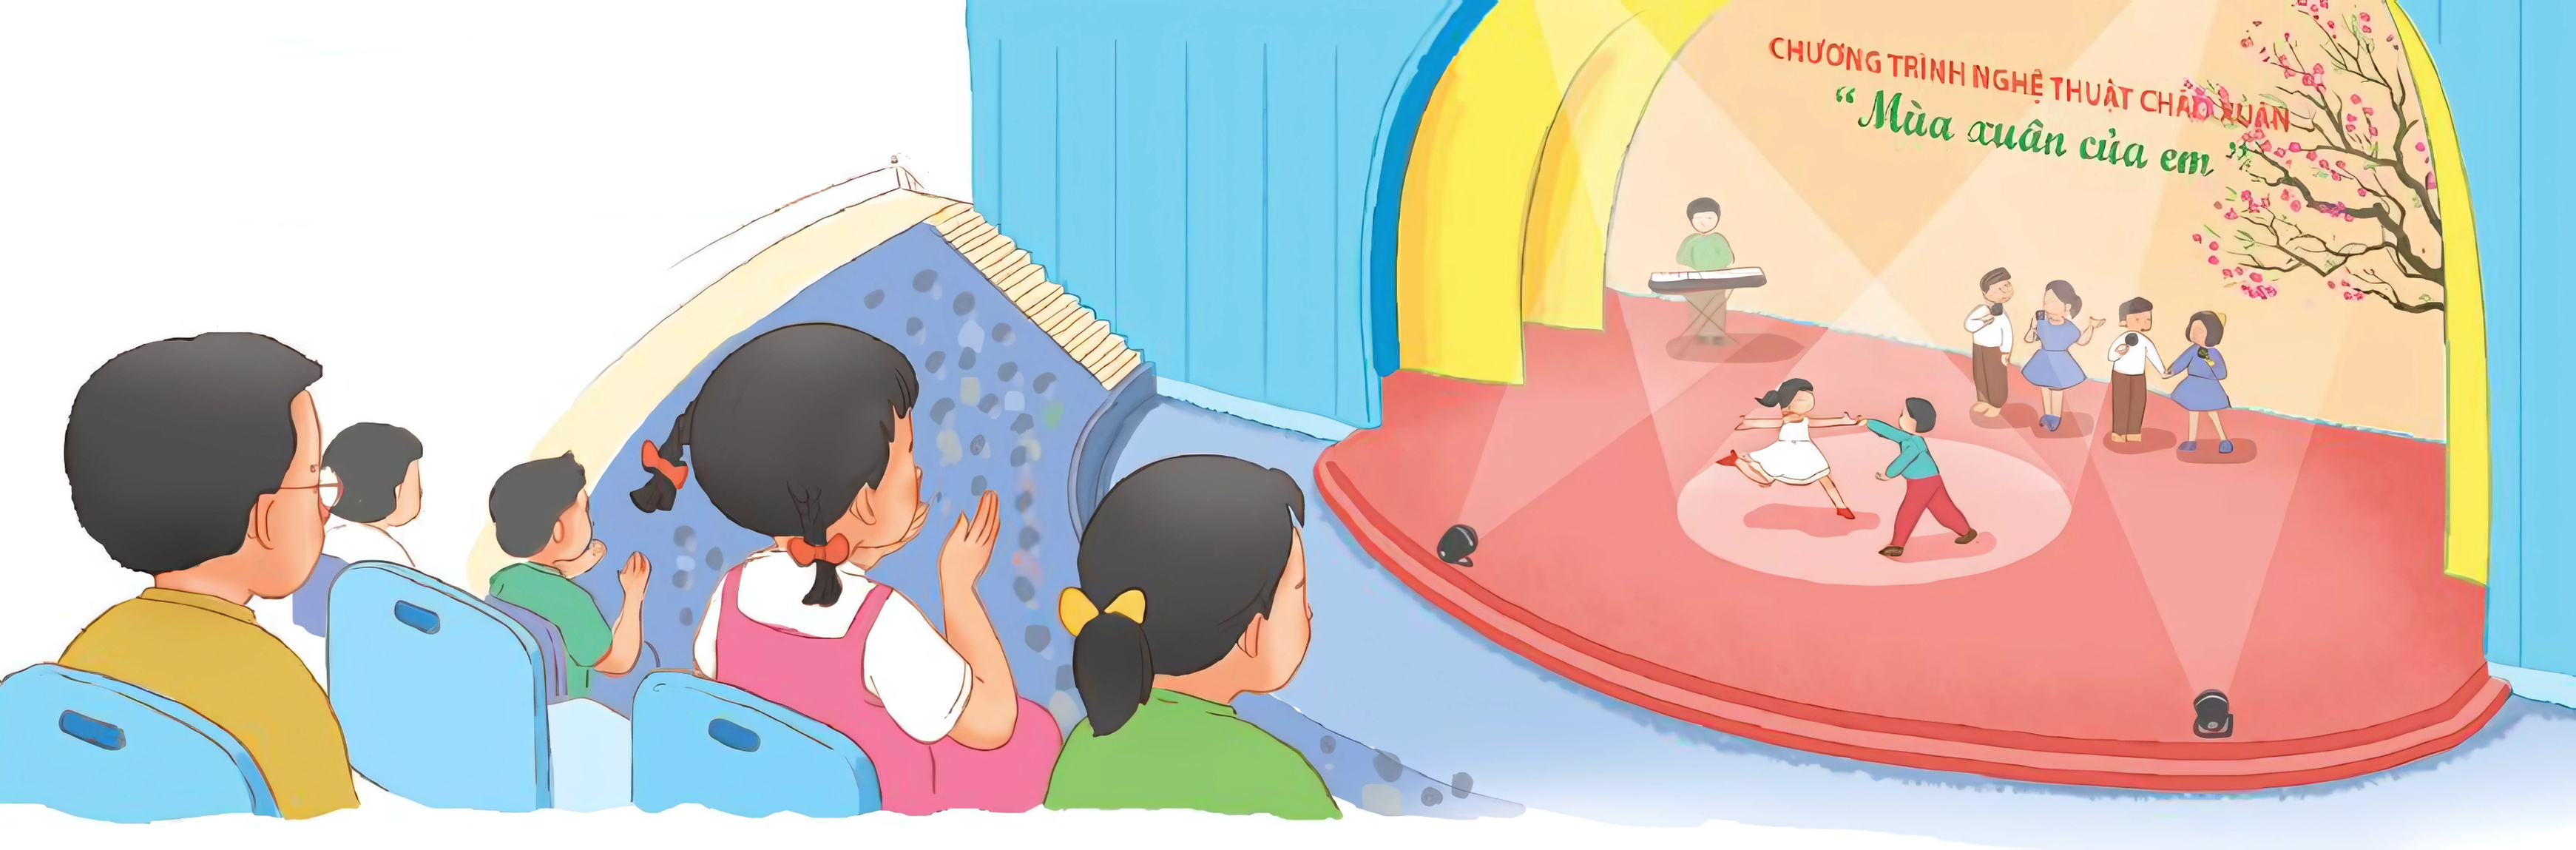 CHƯƠNG TRÌNH NGHỆ THUẬT CHÀO XUÂN
“ Mùa xuân của em ”